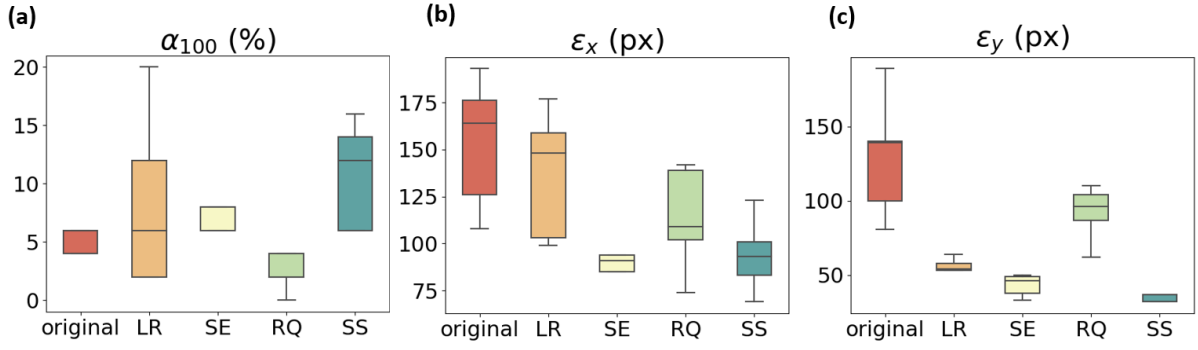 (a)
α100 (%)
20
15
10
5
0
original LR SE RQ SS
(b)
εx (px)
175
150
125
100
75
original LR SE RQ SS
(c)
εy (px)
150
100
50
original LR SE RQ SS